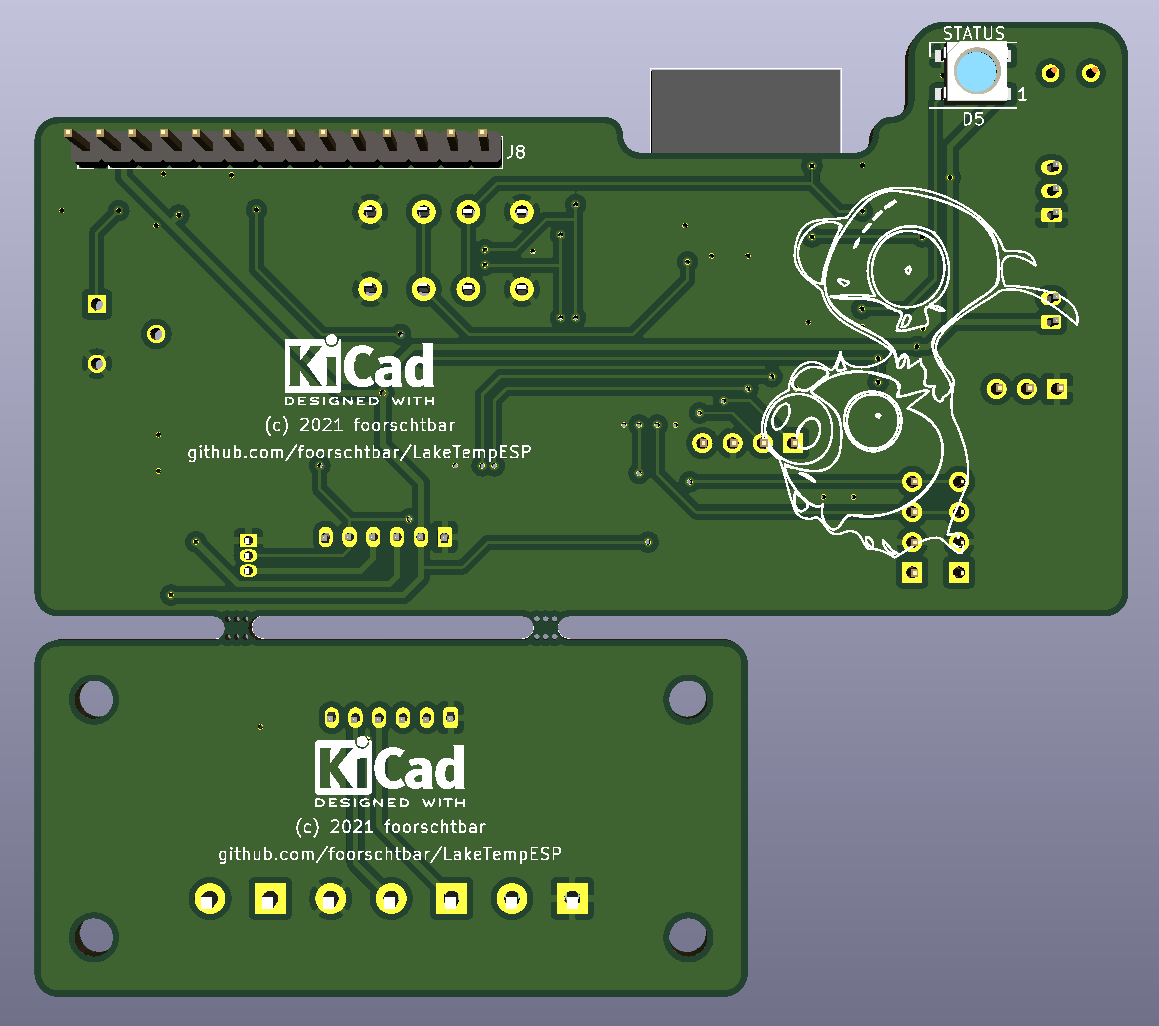 STATUS
1
D5
J8
KiCad
DESIGNED WITH
(c) 2021 foorschtbar
github.com/foorschtbar/LakeTempESP
KiCad
DESIGNED WITH
(c) 2021 foorschtbar
github.com/foorschtbar/LakeTempESP